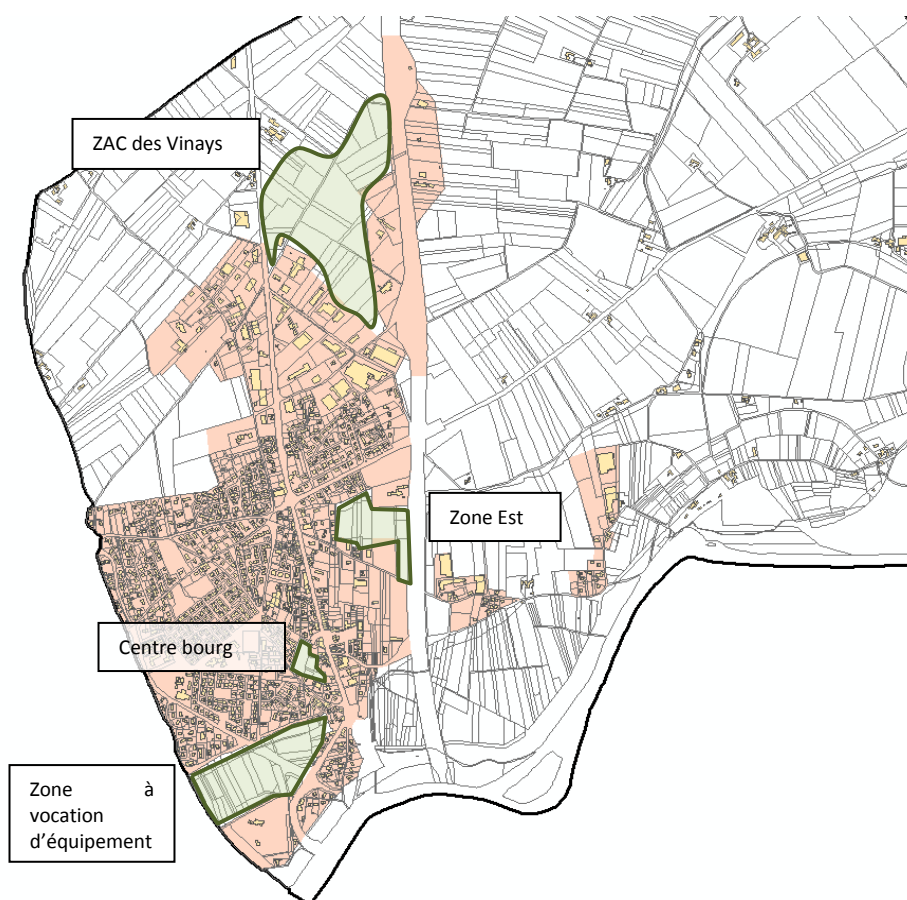 ZAC des Vinays
Zone Est
Centre bourg
Zone à
vocation
d’équipement